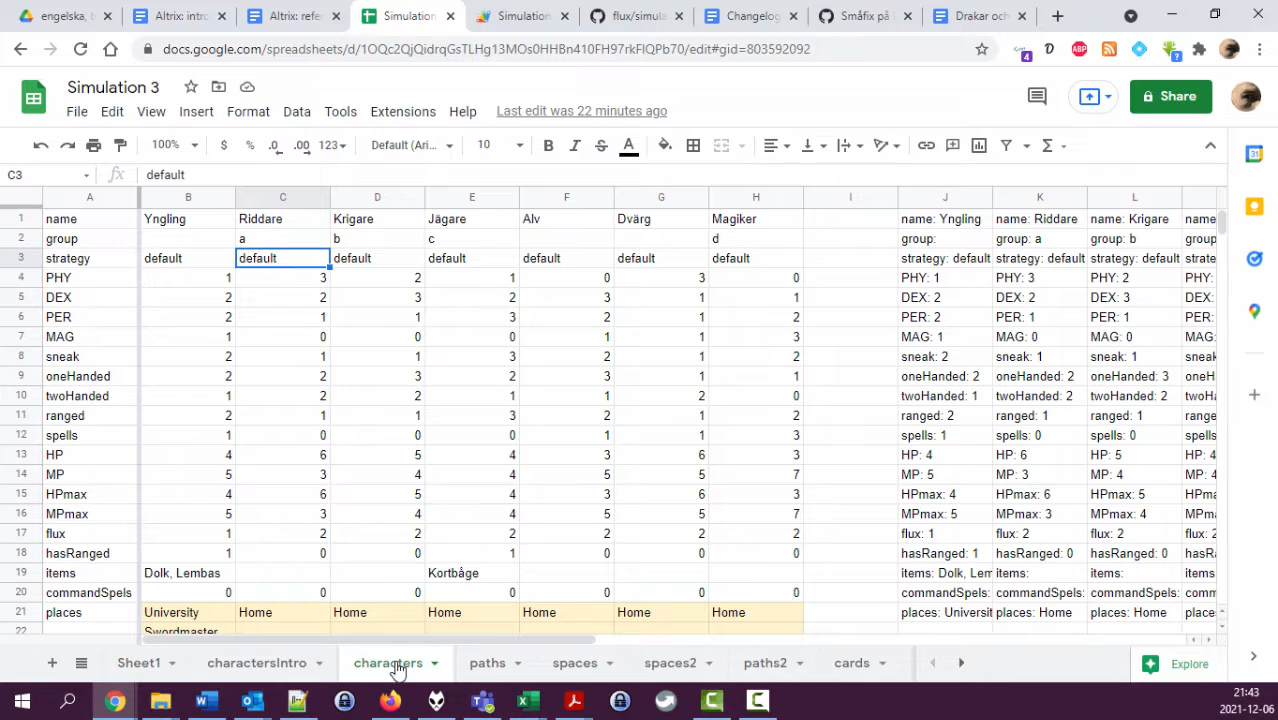 engelska,
Altrix: intro
Altrix: refe
Simulation
Simulation
flux/simula
Changelog
Småfix på
Drakar och
docs.google.com/spreadsheets/d/1OQc2QjQidrqGsTLHg13MOs0HHBn410FH97rkFlQPb70/edit#gid=803592092
Simulation 3
File Edit View Insert Format Data Tools Extensions Help Last edit was 22 minutes ago
Share
100% $ % .0 .00 123 Default (Ari... 10 B I S A
C3 default
A B C D E F G H I J K L
1 name Yngling Riddare Krigare Jägare Alv Dvärg Magiker name: Yngling name: Riddare name: Krigare name:
2 group a b c d group: group: a group: b group:
3 strategy default default default default default default default strategy: default strategy: default strategy: default strate
4 PHY 1 3 2 1 0 3 0 PHY: 1 PHY: 3 PHY: 2 PHY:
5 DEX 2 2 3 2 3 1 1 DEX: 2 DEX: 2 DEX: 3 DEX:
6 PER 2 1 1 3 2 1 2 PER: 2 PER: 1 PER: 1 PER:
7 MAG 1 0 0 0 1 1 3 MAG: 1 MAG: 0 MAG: 0 MAG:
8 sneak 2 1 1 3 2 1 2 sneak: 2 sneak: 1 sneak: 1 sneak
9 oneHanded 2 2 3 2 3 1 1 oneHanded: 2 oneHanded: 2 oneHanded: 3 oneHa
10 twoHanded 1 2 2 1 1 2 0 twoHanded: 1 twoHanded: 2 twoHanded: 2 twoHa
11 ranged 2 1 1 3 2 1 2 ranged: 2 ranged: 1 ranged: 1 range
12 spells 1 0 0 0 1 1 3 spells: 1 spells: 0 spells: 0 spells
13 HP 4 6 5 4 3 6 3 HP: 4 HP: 6 HP: 5 HP: 4
14 MP 5 3 4 4 5 5 7 MP: 5 MP: 3 MP: 4 MP: 4
15 HPmax 4 6 5 4 3 6 3 HPmax: 4 HPmax: 6 HPmax: 5 HPma
16 MPmax 5 3 4 4 5 5 7 MPmax: 5 MPmax: 3 MPmax: 4 MPma
17 flux 1 2 2 2 2 2 2 flux: 1 flux: 2 flux: 2 flux: 2
18 hasRanged 1 0 0 1 0 0 0 hasRanged: 1 hasRanged: 0 hasRanged: 0 hasRa
19 items Dolk, Lembas Kortbåge items: Dolk, Lem items: items: items:
20 commandSpels 0 0 0 0 0 0 0 commandSpels: commandSpels: commandSpels: comm
21 places University Home Home Home Home Home Home places: Universit places: Home places: Home places
22 Swordmaster
Sheet1 charactersIntro characters paths spaces spaces2 paths2 cards Explore
21:43
2021-12-06